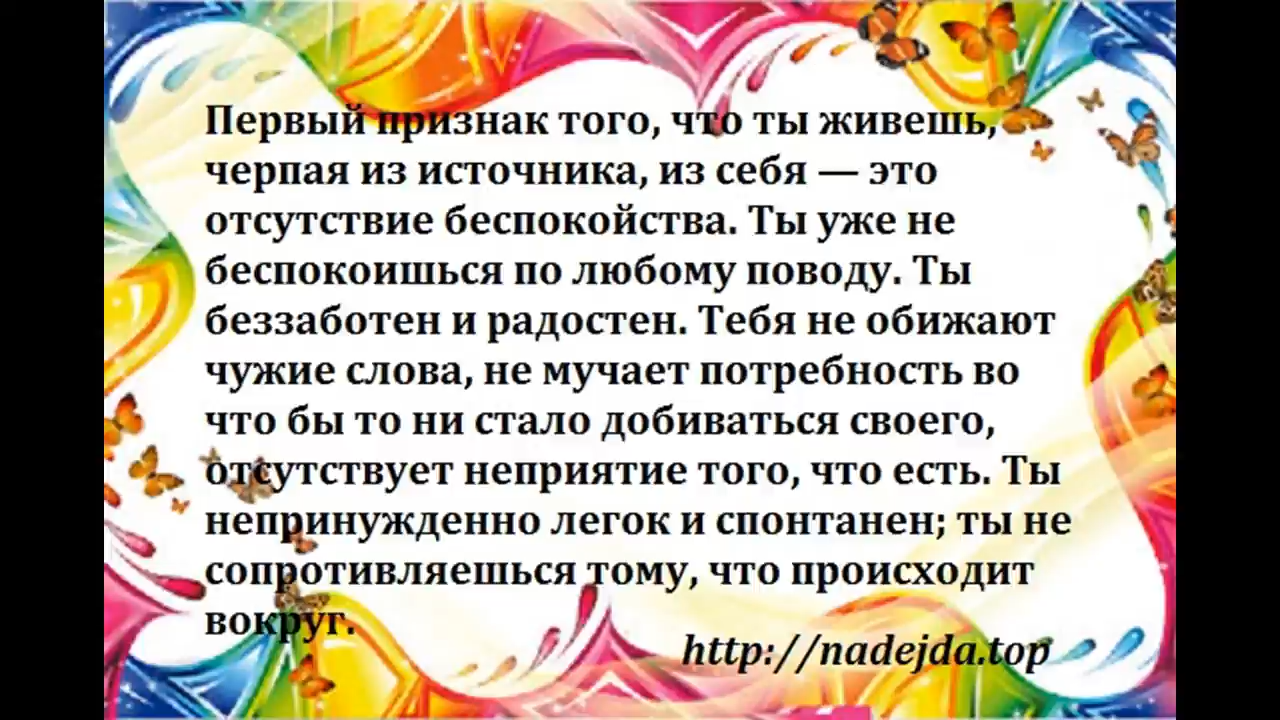 Первый признак того, что ты живешь,
черпая из источника, из себя — это
отсутствие беспокойства. Ты уже не
беспокоишься по любому поводу. Ты
беззаботен и радостен. Тебя не обижают
чужие слова, не мучает потребность во
что бы то ни стало добиваться своего,
отсутствует неприятие того, что есть. Ты
непринужденно легок и спонтанен; ты не
сопротивляешься тому, что происходит
вокруг.
http://nadejda.top